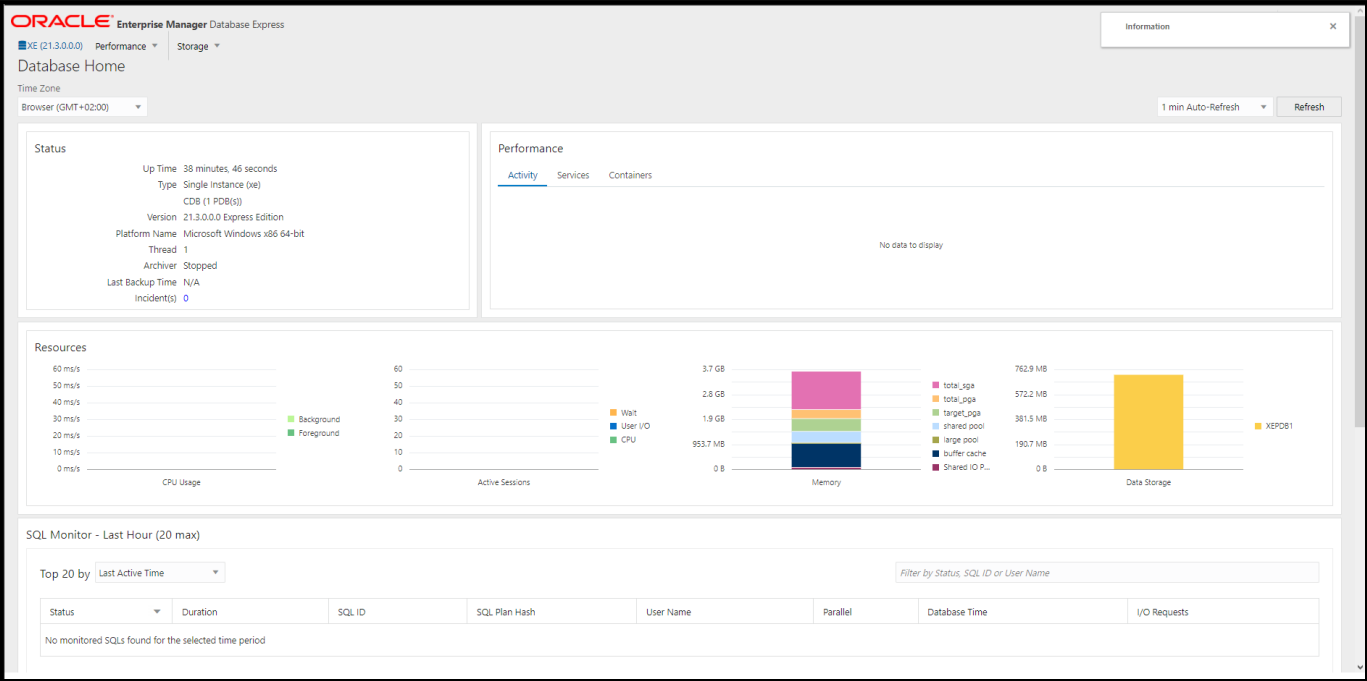 ORACLE Enterprise Manager Database Express
Information ×
XE (21.3.0.0.0) Performance Storage
Database Home
Time Zone
Browser (GMT+02:00)
1 min Auto-Refresh Refresh
Status
Up Time 38 minutes, 46 seconds
Type Single Instance (xe)
CDB (1 PDB(s))
Version 21.3.0.0.0 Express Edition
Platform Name Microsoft Windows x86 64-bit
Thread 1
Archiver Stopped
Last Backup Time N/A
Incident(s) 0
Performance
Activity Services Containers
No data to display
Resources
60 ms/s
50 ms/s
40 ms/s
30 ms/s
20 ms/s
10 ms/s
0 ms/s
Background
Foreground
CPU Usage
60
50
40
30
20
10
0
Wait
User I/O
CPU
Active Sessions
3.7 GB
2.8 GB
1.9 GB
953.7 MB
0 B
total_sga
total_pga
target_pga
shared pool
large pool
buffer cache
Shared IO P...
Memory
762.9 MB
572.2 MB
381.5 MB
190.7 MB
0 B
XEPDB1
Data Storage
SQL Monitor - Last Hour (20 max)
Top 20 by Last Active Time
Filter by Status, SQL ID or User Name
Status Duration SQL ID SQL Plan Hash User Name Parallel Database Time I/O Requests
No monitored SQLs found for the selected time period